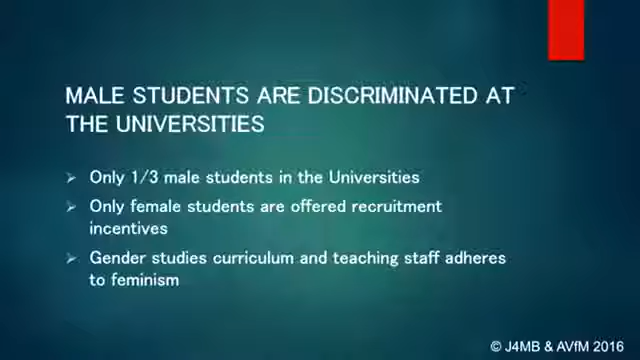 MALE STUDENTS ARE DISCRIMINATED AT
THE UNIVERSITIES
Only 1/3 male students in the Universities
Only female students are offered recruitment
incentives
Gender studies curriculum and teaching staff adheres
to feminism
© J4MB & AVfM 2016